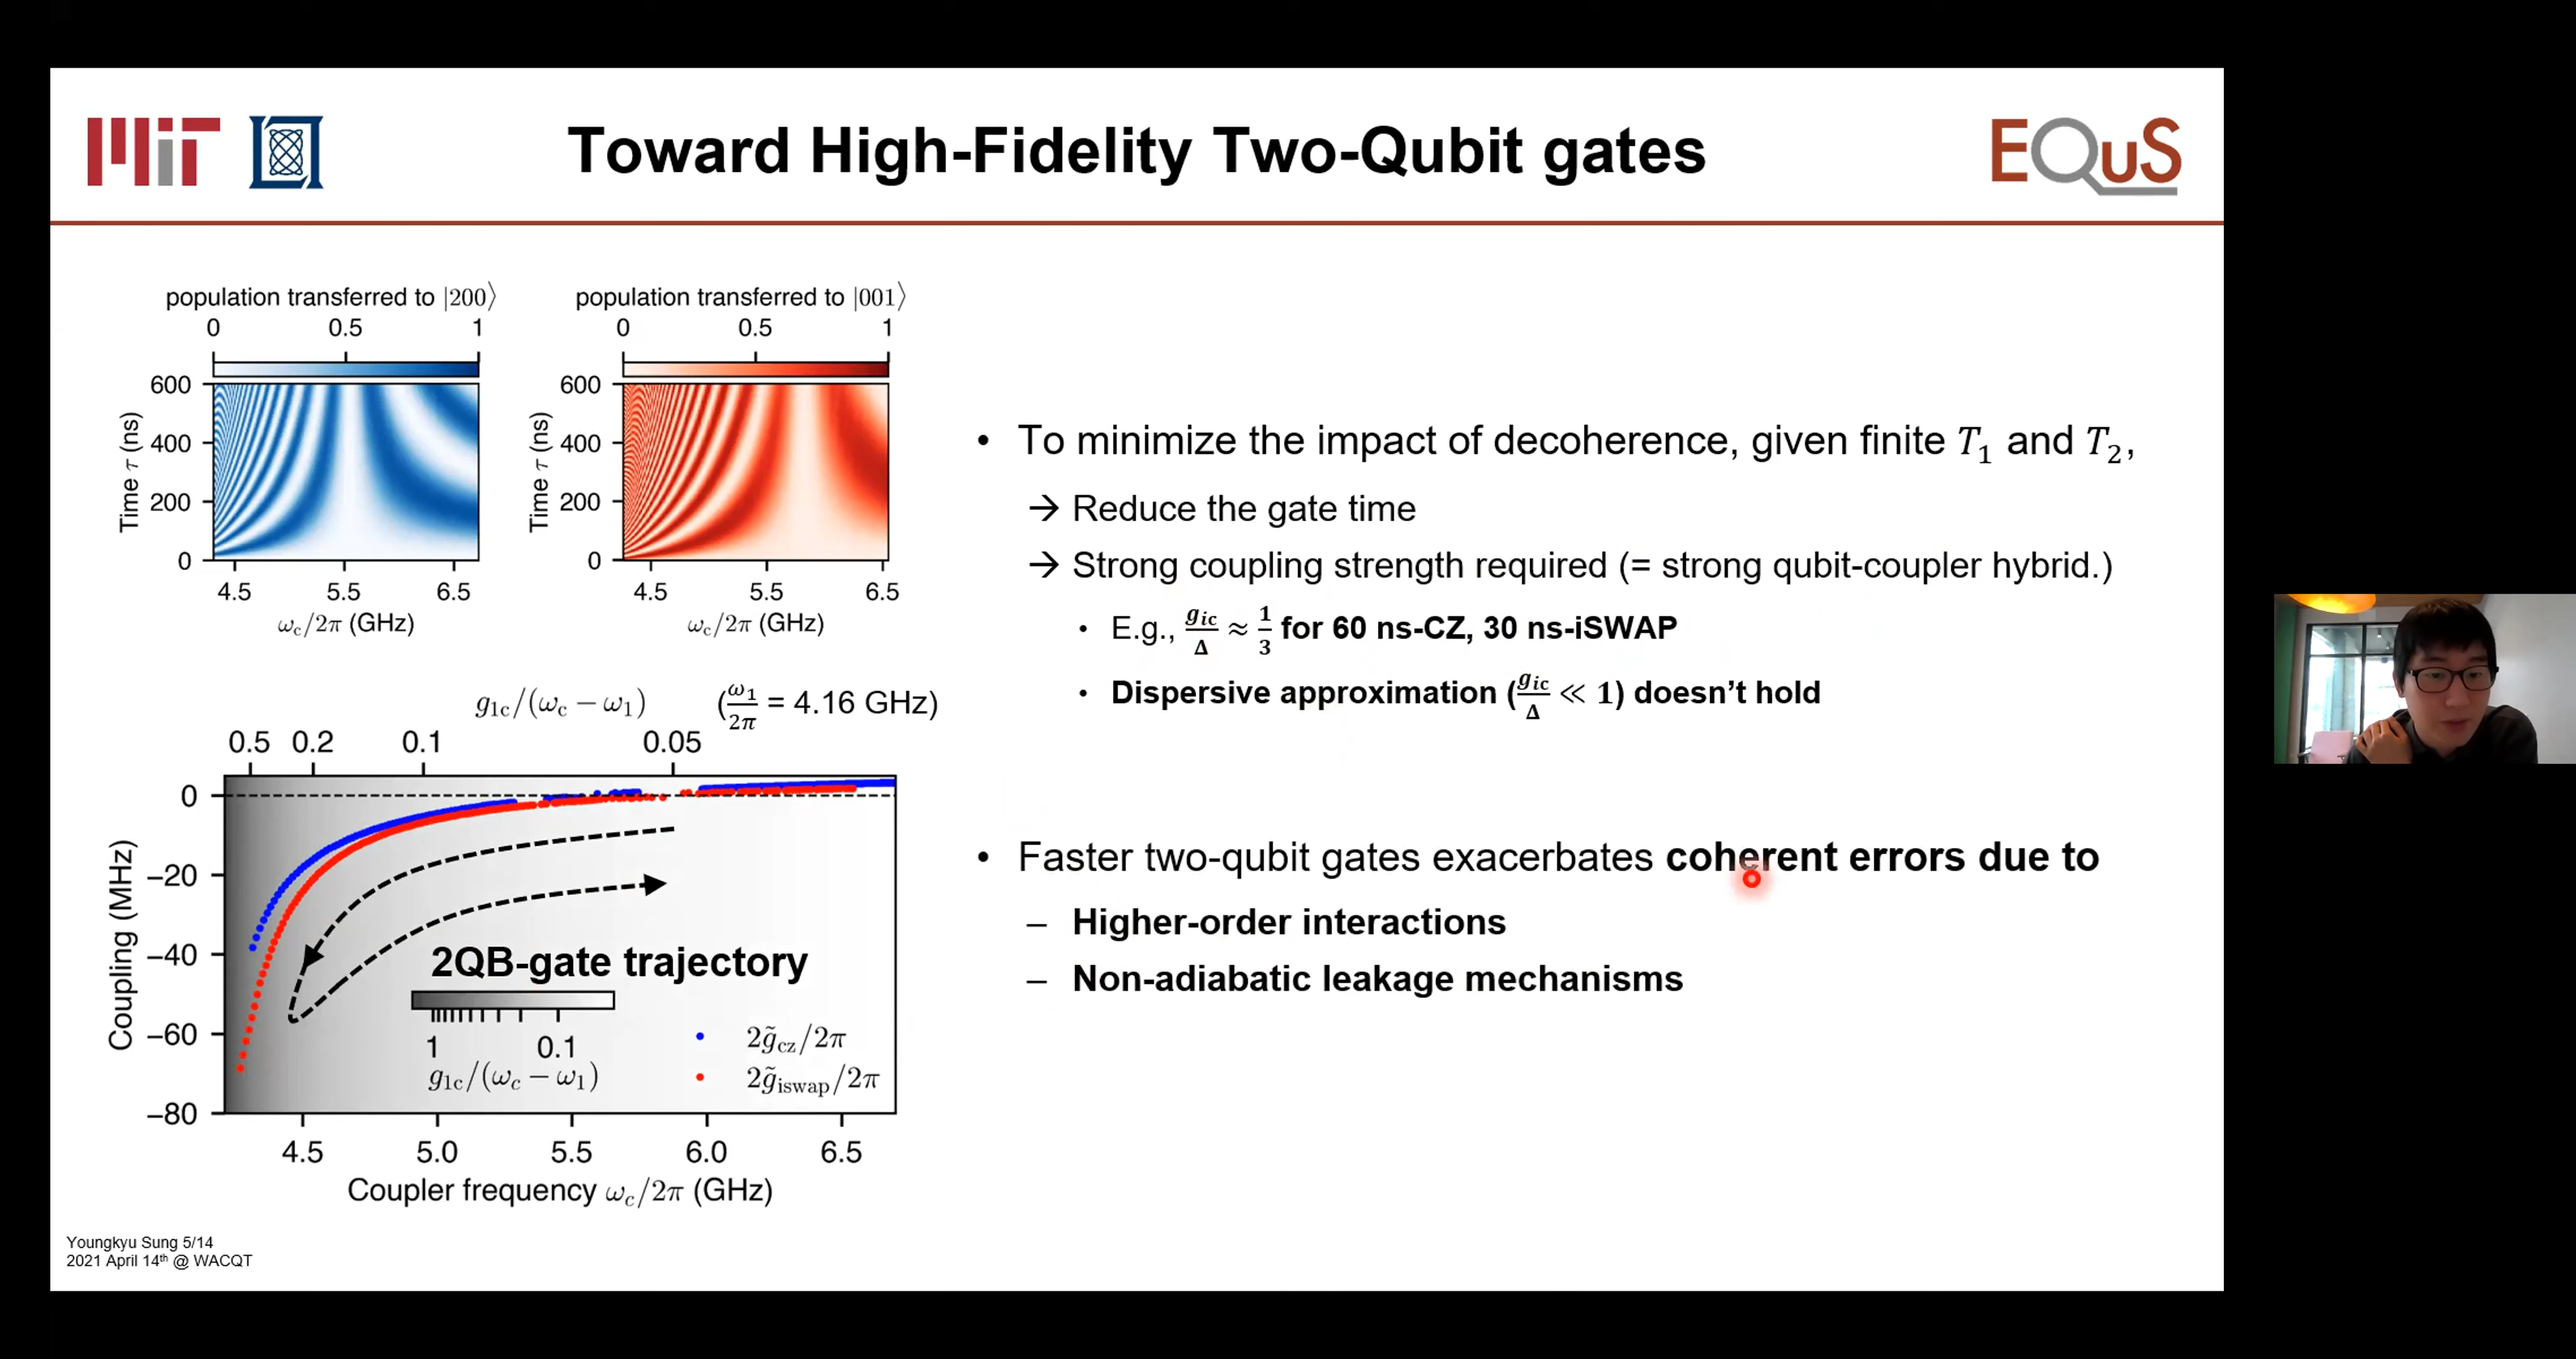 MIT
Toward High-Fidelity Two-Qubit gates
EQuS
population transferred to |200⟩
0 0.5 1
600
400
200
0
Time τ (ns)
4.5 5.5 6.5
ω_c/2π (GHz)
population transferred to |001⟩
0 0.5 1
600
400
200
0
Time τ (ns)
4.5 5.5 6.5
ω_c/2π (GHz)
g_1c/(ω_c − ω_1) (ω_1/2π = 4.16 GHz)
0.5 0.2 0.1 0.05
0
−20
−40
−60
−80
Coupling (MHz)
2QB-gate trajectory
1 0.1
g_1c/(ω_c − ω_1)
2g̃_cz/2π
2g̃_iswap/2π
4.5 5.0 5.5 6.0 6.5
Coupler frequency ω_c/2π (GHz)
• To minimize the impact of decoherence, given finite T_1 and T_2,
→ Reduce the gate time
→ Strong coupling strength required (= strong qubit-coupler hybrid.)
• E.g., g_ic/Δ ≈ 1/3 for 60 ns-CZ, 30 ns-iSWAP
• Dispersive approximation (g_ic/Δ ≪ 1) doesn't hold
• Faster two-qubit gates exacerbates coherent errors due to
– Higher-order interactions
– Non-adiabatic leakage mechanisms
Youngkyu Sung 5/14
2021 April 14th @ WACQT